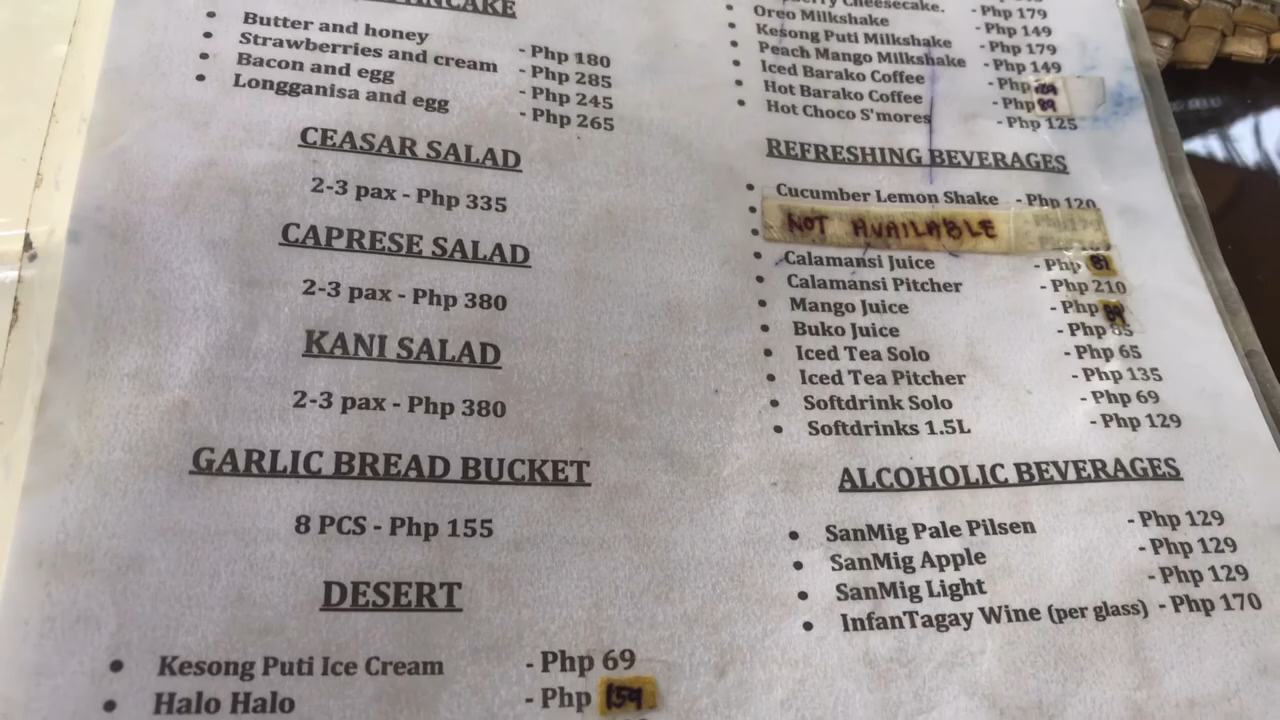 Butter and honey - Php 180
Strawberries and cream - Php 285
Bacon and egg - Php 245
Longganisa and egg - Php 265
CEASAR SALAD
2-3 pax - Php 335
CAPRESE SALAD
2-3 pax - Php 380
KANI SALAD
2-3 pax - Php 380
GARLIC BREAD BUCKET
8 PCS - Php 155
DESERT
Kesong Puti Ice Cream - Php 69
Halo Halo - Php 159
Cheesecake. - Php 179
Oreo Milkshake - Php 149
Kesong Puti Milkshake - Php 179
Peach Mango Milkshake - Php 149
Iced Barako Coffee - Php
Hot Barako Coffee - Php 89
Hot Choco S'mores - Php 125
REFRESHING BEVERAGES
Cucumber Lemon Shake - Php 120
NOT AVAILABLE
Calamansi Juice - Php
Calamansi Pitcher - Php 210
Mango Juice - Php
Buko Juice - Php
Iced Tea Solo - Php 65
Iced Tea Pitcher - Php 135
Softdrink Solo - Php 69
Softdrinks 1.5L - Php 129
ALCOHOLIC BEVERAGES
SanMig Pale Pilsen - Php 129
SanMig Apple - Php 129
SanMig Light - Php 129
InfanTagay Wine (per glass) - Php 170